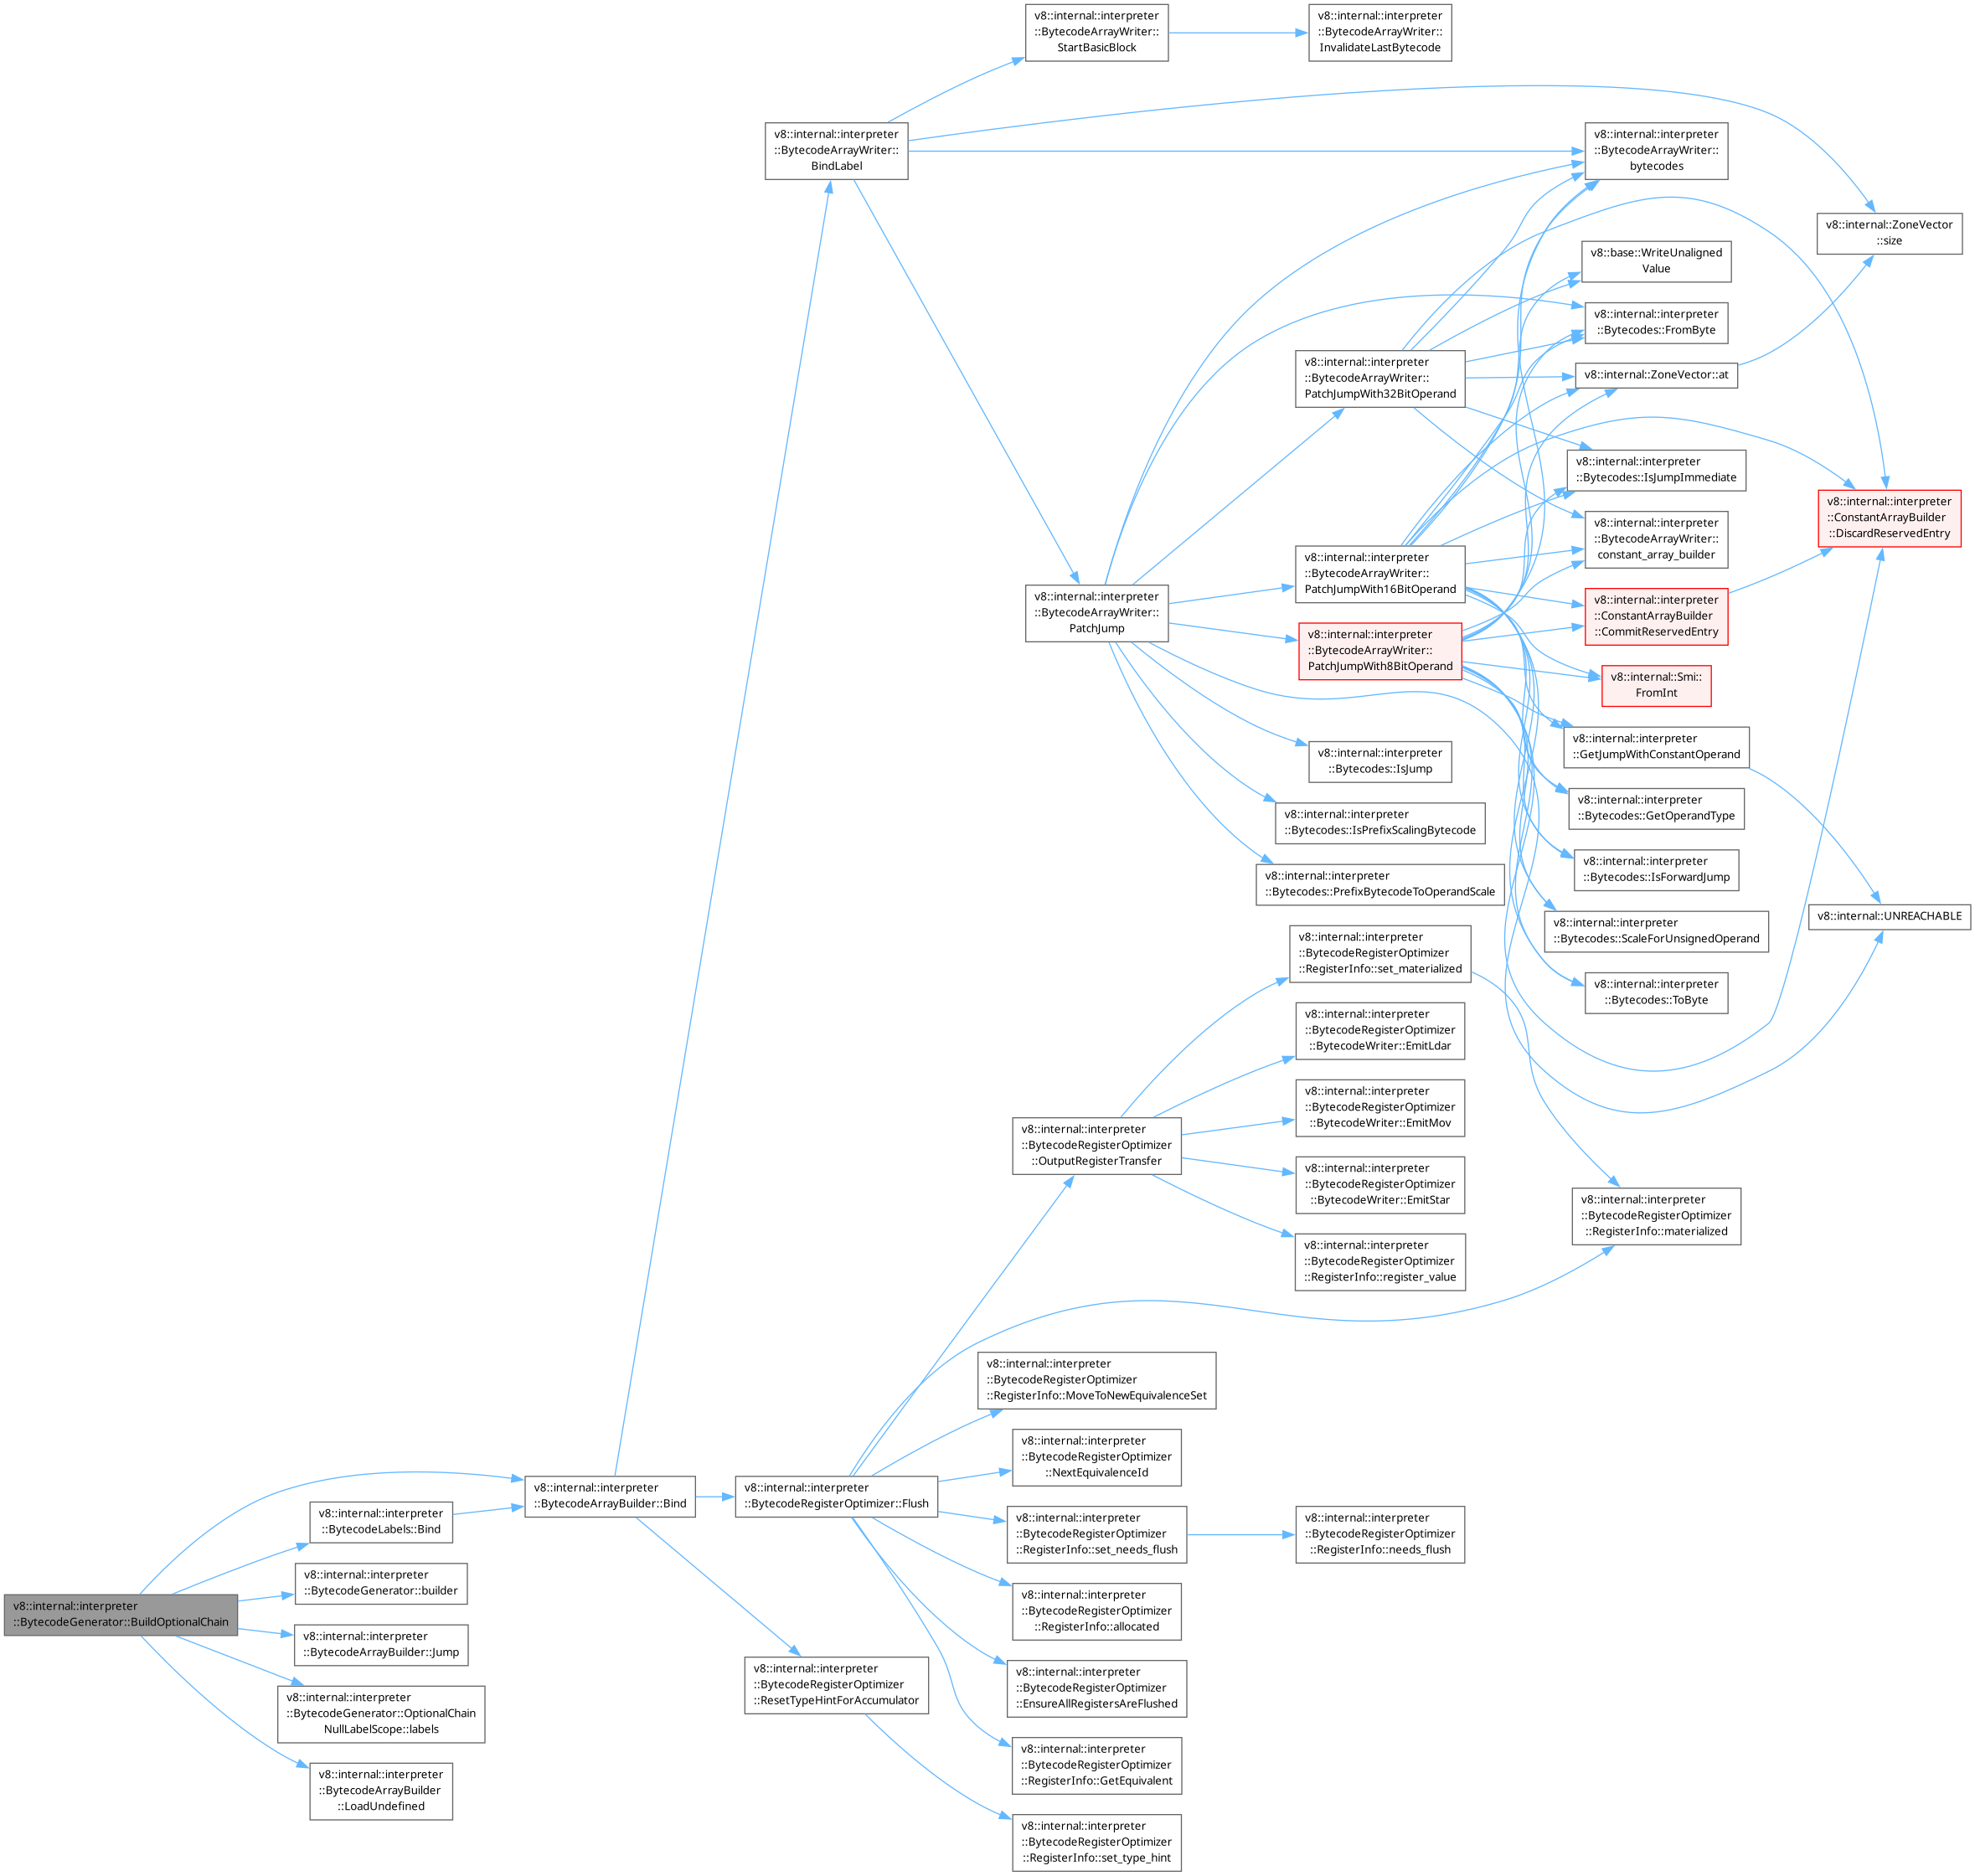 v8::internal::interpreter
::BytecodeArrayWriter::
StartBasicBlock
v8::internal::interpreter
::BytecodeArrayWriter::
InvalidateLastBytecode
v8::internal::interpreter
::BytecodeArrayWriter::
BindLabel
v8::internal::interpreter
::BytecodeArrayWriter::
bytecodes
v8::internal::ZoneVector
::size
v8::base::WriteUnaligned
Value
v8::internal::interpreter
::Bytecodes::FromByte
v8::internal::interpreter
::BytecodeArrayWriter::
PatchJumpWith32BitOperand
v8::internal::ZoneVector::at
v8::internal::interpreter
::Bytecodes::IsJumpImmediate
v8::internal::interpreter
::ConstantArrayBuilder
::DiscardReservedEntry
v8::internal::interpreter
::BytecodeArrayWriter::
constant_array_builder
v8::internal::interpreter
::BytecodeArrayWriter::
PatchJumpWith16BitOperand
v8::internal::interpreter
::BytecodeArrayWriter::
PatchJump
v8::internal::interpreter
::ConstantArrayBuilder
::CommitReservedEntry
v8::internal::interpreter
::BytecodeArrayWriter::
PatchJumpWith8BitOperand
v8::internal::Smi::
FromInt
v8::internal::interpreter
::GetJumpWithConstantOperand
v8::internal::interpreter
::Bytecodes::IsJump
v8::internal::interpreter
::Bytecodes::GetOperandType
v8::internal::interpreter
::Bytecodes::IsPrefixScalingBytecode
v8::internal::interpreter
::Bytecodes::IsForwardJump
v8::internal::interpreter
::Bytecodes::PrefixBytecodeToOperandScale
v8::internal::UNREACHABLE
v8::internal::interpreter
::Bytecodes::ScaleForUnsignedOperand
v8::internal::interpreter
::BytecodeRegisterOptimizer
::RegisterInfo::set_materialized
v8::internal::interpreter
::Bytecodes::ToByte
v8::internal::interpreter
::BytecodeRegisterOptimizer
::BytecodeWriter::EmitLdar
v8::internal::interpreter
::BytecodeRegisterOptimizer
::BytecodeWriter::EmitMov
v8::internal::interpreter
::BytecodeRegisterOptimizer
::OutputRegisterTransfer
v8::internal::interpreter
::BytecodeRegisterOptimizer
::BytecodeWriter::EmitStar
v8::internal::interpreter
::BytecodeRegisterOptimizer
::RegisterInfo::materialized
v8::internal::interpreter
::BytecodeRegisterOptimizer
::RegisterInfo::register_value
v8::internal::interpreter
::BytecodeRegisterOptimizer
::RegisterInfo::MoveToNewEquivalenceSet
v8::internal::interpreter
::BytecodeRegisterOptimizer
::NextEquivalenceId
v8::internal::interpreter
::BytecodeArrayBuilder::Bind
v8::internal::interpreter
::BytecodeRegisterOptimizer::Flush
v8::internal::interpreter
::BytecodeLabels::Bind
v8::internal::interpreter
::BytecodeRegisterOptimizer
::RegisterInfo::set_needs_flush
v8::internal::interpreter
::BytecodeRegisterOptimizer
::RegisterInfo::needs_flush
v8::internal::interpreter
::BytecodeGenerator::builder
v8::internal::interpreter
::BytecodeGenerator::BuildOptionalChain
v8::internal::interpreter
::BytecodeRegisterOptimizer
::RegisterInfo::allocated
v8::internal::interpreter
::BytecodeArrayBuilder::Jump
v8::internal::interpreter
::BytecodeRegisterOptimizer
::ResetTypeHintForAccumulator
v8::internal::interpreter
::BytecodeRegisterOptimizer
::EnsureAllRegistersAreFlushed
v8::internal::interpreter
::BytecodeGenerator::OptionalChain
NullLabelScope::labels
v8::internal::interpreter
::BytecodeRegisterOptimizer
::RegisterInfo::GetEquivalent
v8::internal::interpreter
::BytecodeArrayBuilder
::LoadUndefined
v8::internal::interpreter
::BytecodeRegisterOptimizer
::RegisterInfo::set_type_hint